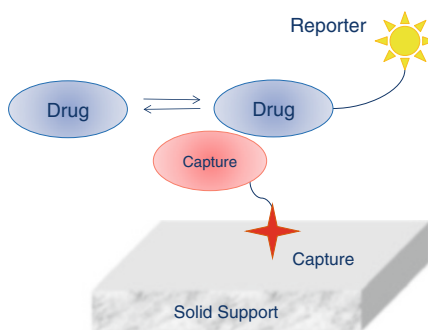 Reporter
Drug
Drug
Capture
Capture
Solid Support